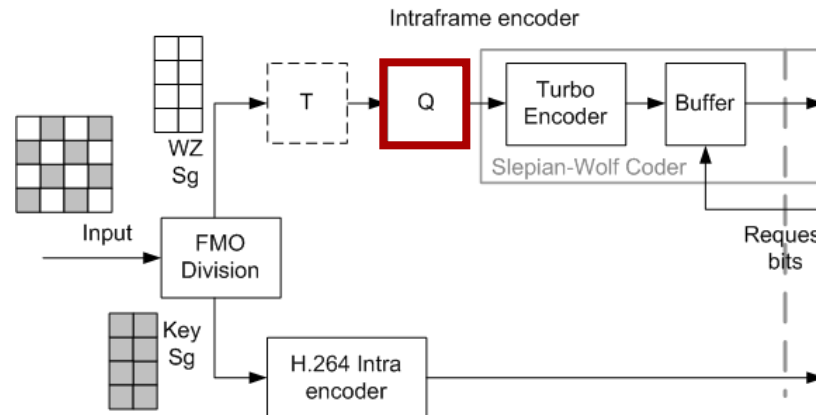 Intraframe encoder
WZ
Sg
T
Q
Turbo
Encoder
Buffer
Slepian-Wolf Coder
Input
FMO
Division
Reques
bits
Key
Sg
H.264 Intra
encoder